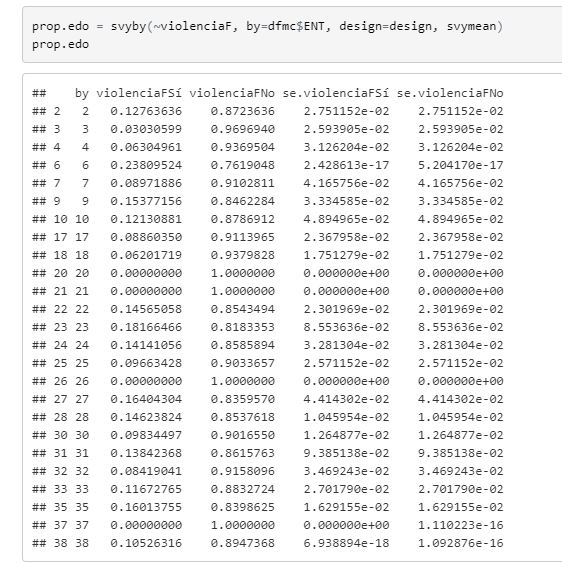 prop.edo = svyby(~violenciaF, by=dfmc$ENT, design=design, svymean)
prop.edo
##    by violenciaFSí violenciaFNo se.violenciaFSí se.violenciaFNo
## 2   2   0.12763636    0.8723636    2.751152e-02    2.751152e-02
## 3   3   0.03030599    0.9696940    2.593905e-02    2.593905e-02
## 4   4   0.06304961    0.9369504    3.126204e-02    3.126204e-02
## 6   6   0.23809524    0.7619048    2.428613e-17    5.204170e-17
## 7   7   0.08971886    0.9102811    4.165756e-02    4.165756e-02
## 9   9   0.15377156    0.8462284    3.334585e-02    3.334585e-02
## 10 10   0.12130881    0.8786912    4.894965e-02    4.894965e-02
## 17 17   0.08860350    0.9113965    2.367958e-02    2.367958e-02
## 18 18   0.06201719    0.9379828    1.751279e-02    1.751279e-02
## 20 20   0.00000000    1.0000000    0.000000e+00    0.000000e+00
## 21 21   0.00000000    1.0000000    0.000000e+00    0.000000e+00
## 22 22   0.14565058    0.8543494    2.301969e-02    2.301969e-02
## 23 23   0.18166466    0.8183353    8.553636e-02    8.553636e-02
## 24 24   0.14141056    0.8585894    3.281304e-02    3.281304e-02
## 25 25   0.09663428    0.9033657    2.571152e-02    2.571152e-02
## 26 26   0.00000000    1.0000000    0.000000e+00    0.000000e+00
## 27 27   0.16404304    0.8359570    4.414302e-02    4.414302e-02
## 28 28   0.14623824    0.8537618    1.045954e-02    1.045954e-02
## 30 30   0.09834497    0.9016550    1.264877e-02    1.264877e-02
## 31 31   0.13842368    0.8615763    9.385138e-02    9.385138e-02
## 32 32   0.08419041    0.9158096    3.469243e-02    3.469243e-02
## 33 33   0.11672765    0.8832724    2.701790e-02    2.701790e-02
## 35 35   0.16013755    0.8398625    1.629155e-02    1.629155e-02
## 37 37   0.00000000    1.0000000    0.000000e+00    1.110223e-16
## 38 38   0.10526316    0.8947368    6.938894e-18    1.092876e-16